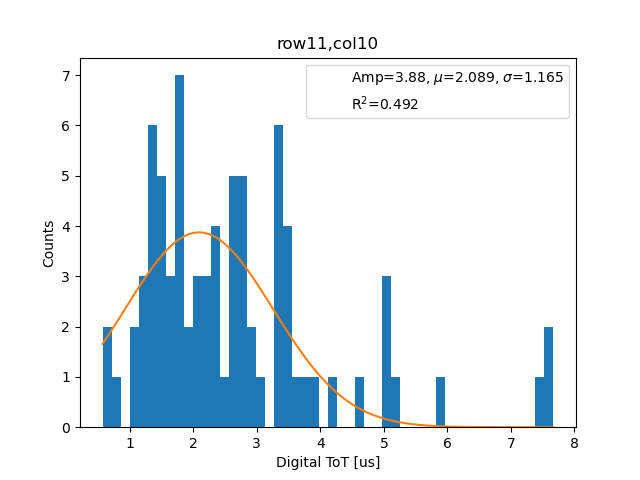 row11,col10
Amp=3.88, μ=2.089, σ=1.165
R²=0.492
Counts
7
6
5
4
3
2
1
0
1 2 3 4 5 6 7 8
Digital ToT [us]